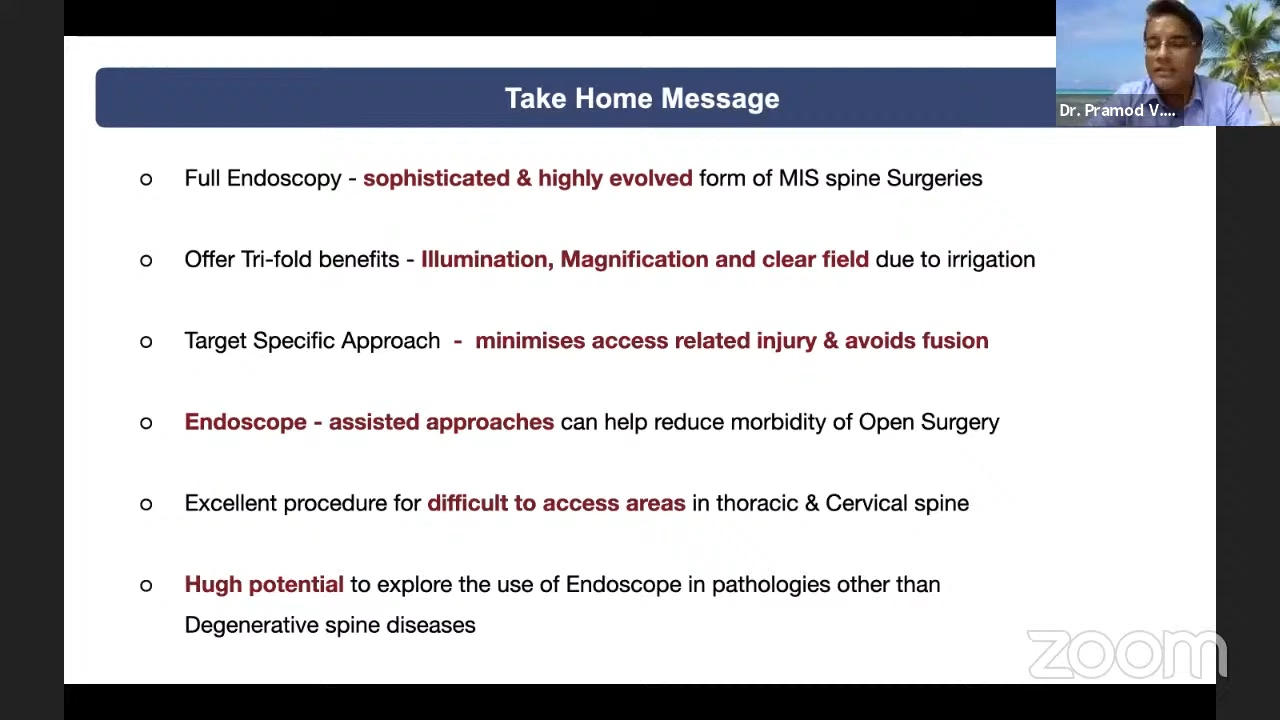 Take Home Message
Dr. Pramod V....
o Full Endoscopy - sophisticated & highly evolved form of MIS spine Surgeries
o Offer Tri-fold benefits - Illumination, Magnification and clear field due to irrigation
o Target Specific Approach - minimises access related injury & avoids fusion
o Endoscope - assisted approaches can help reduce morbidity of Open Surgery
o Excellent procedure for difficult to access areas in thoracic & Cervical spine
o Hugh potential to explore the use of Endoscope in pathologies other than
Degenerative spine diseases
zoom